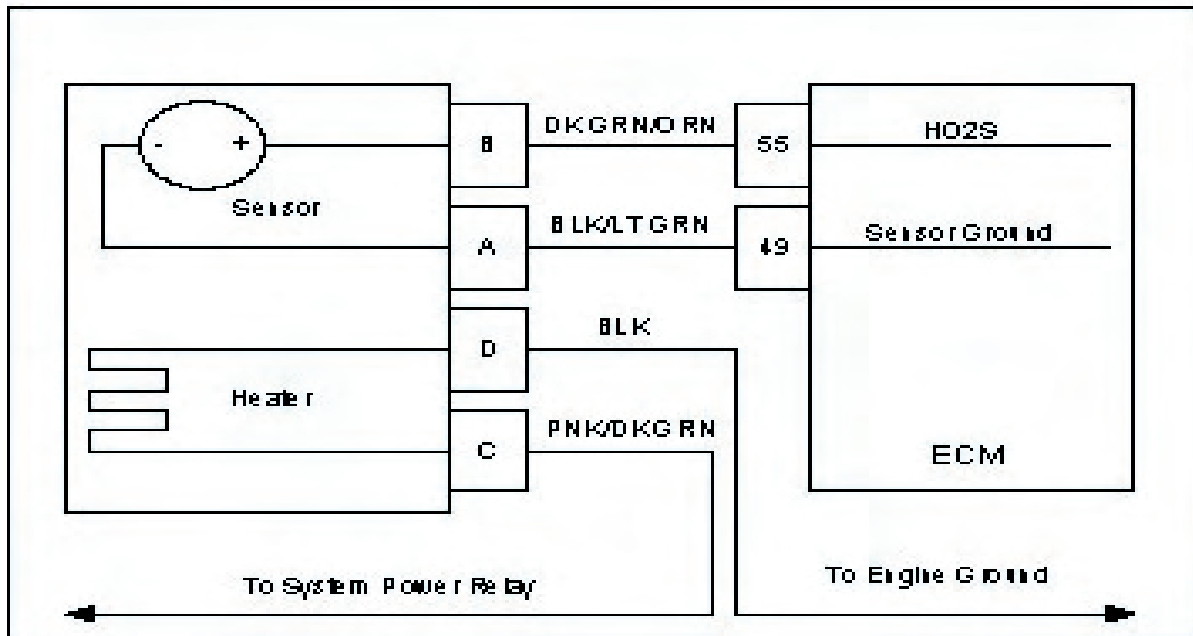 B
DKGRN/ORN
55
HO2S
- +
Sensor
A
BLK/LTGRN
49
Sensor Ground
D
BLK
Heater
C
PNK/DKGRN
ECM
To System Power Relay
To Engine Ground